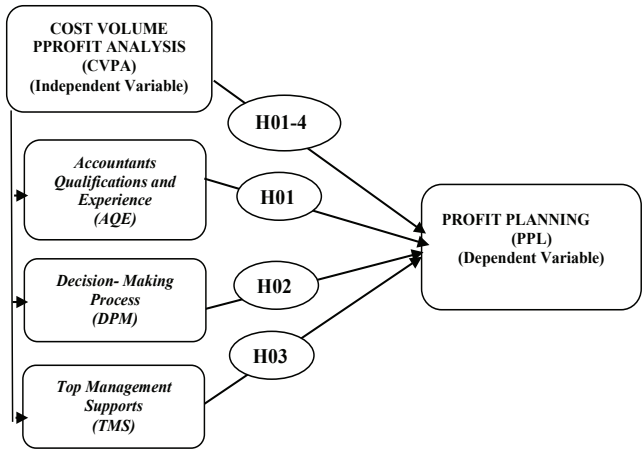 COST VOLUME
PPROFIT ANALYSIS
(CVPA)
(Independent Variable)
H01-4
Accountants
Qualifications and
Experience
(AQE)
H01
PROFIT PLANNING
(PPL)
(Dependent Variable)
Decision- Making
Process
(DPM)
H02
H03
Top Management
Supports
(TMS)